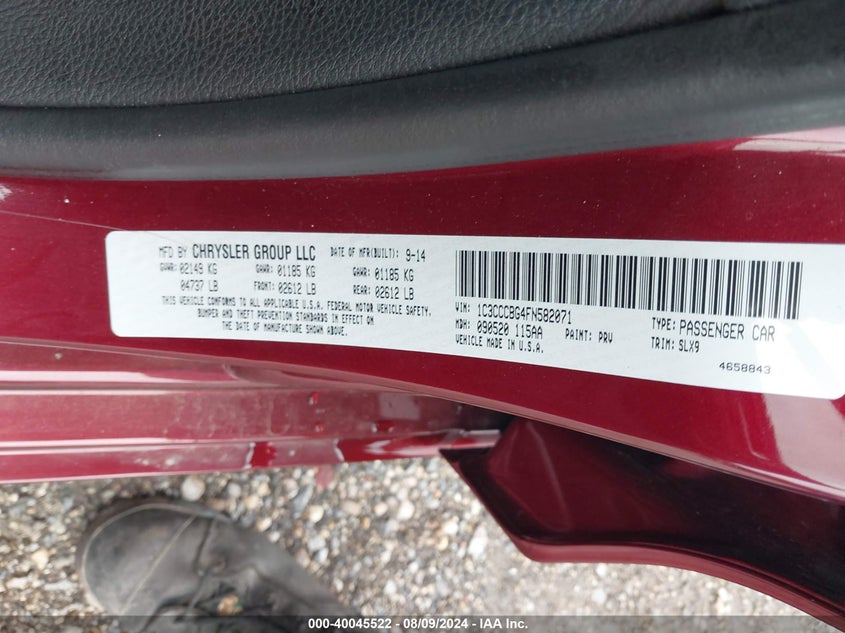 MFD BY CHRYSLER GROUP LLC DATE OF MFR(BUILT): 9-14
GVWR: 02149 KG GAWR: 01185 KG GAWR: 01185 KG
04737 LB FRONT: 02612 LB REAR: 02612 LB
THIS VEHICLE CONFORMS TO ALL APPLICABLE U.S.A. FEDERAL MOTOR VEHICLE SAFETY,
BUMPER AND THEFT PREVENTION STANDARDS IN EFFECT ON
THE DATE OF MANUFACTURE SHOWN ABOVE.
VIN: 1C3CCCBG4FN582071 TYPE: PASSENGER CAR
MDH: 090520 115AA PAINT: PRV TRIM: SLX9
VEHICLE MADE IN U.S.A. 4658843
000-40045522 - 08/09/2024 - IAA Inc.